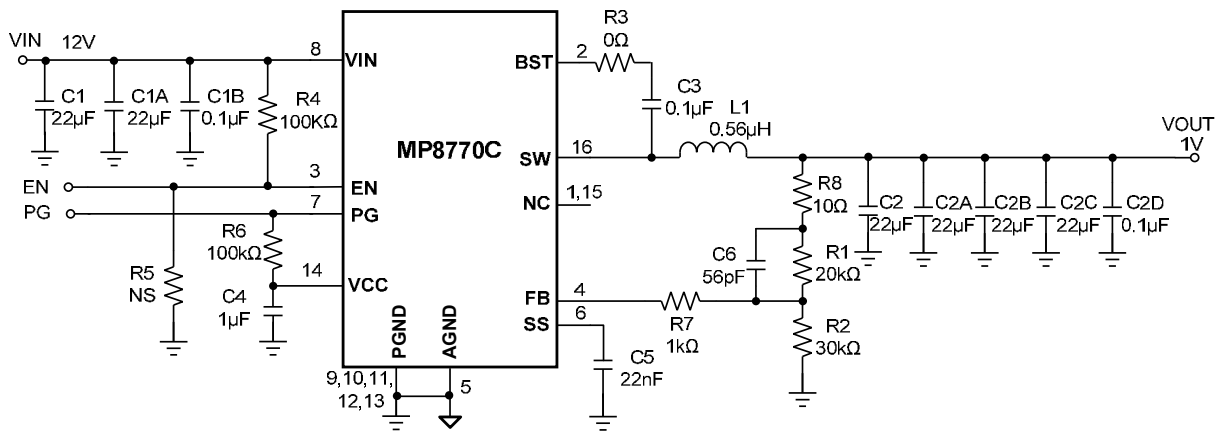 VIN 12V
C1
22µF
C1A
22µF
C1B
0.1µF
R4
100KΩ
8
VIN
EN
3
EN
PG
7
PG
R5
NS
R6
100kΩ
14
VCC
C4
1µF
MP8770C
PGND
AGND
9,10,11,
12,13
5
BST
2
R3
0Ω
C3
0.1µF
SW
16
L1
0.56µH
NC
1,15
FB
4
R7
1kΩ
SS
6
C5
22nF
C6
56pF
R8
10Ω
R1
20kΩ
R2
30kΩ
C2
22µF
C2A
22µF
C2B
22µF
C2C
22µF
C2D
0.1µF
VOUT
1V